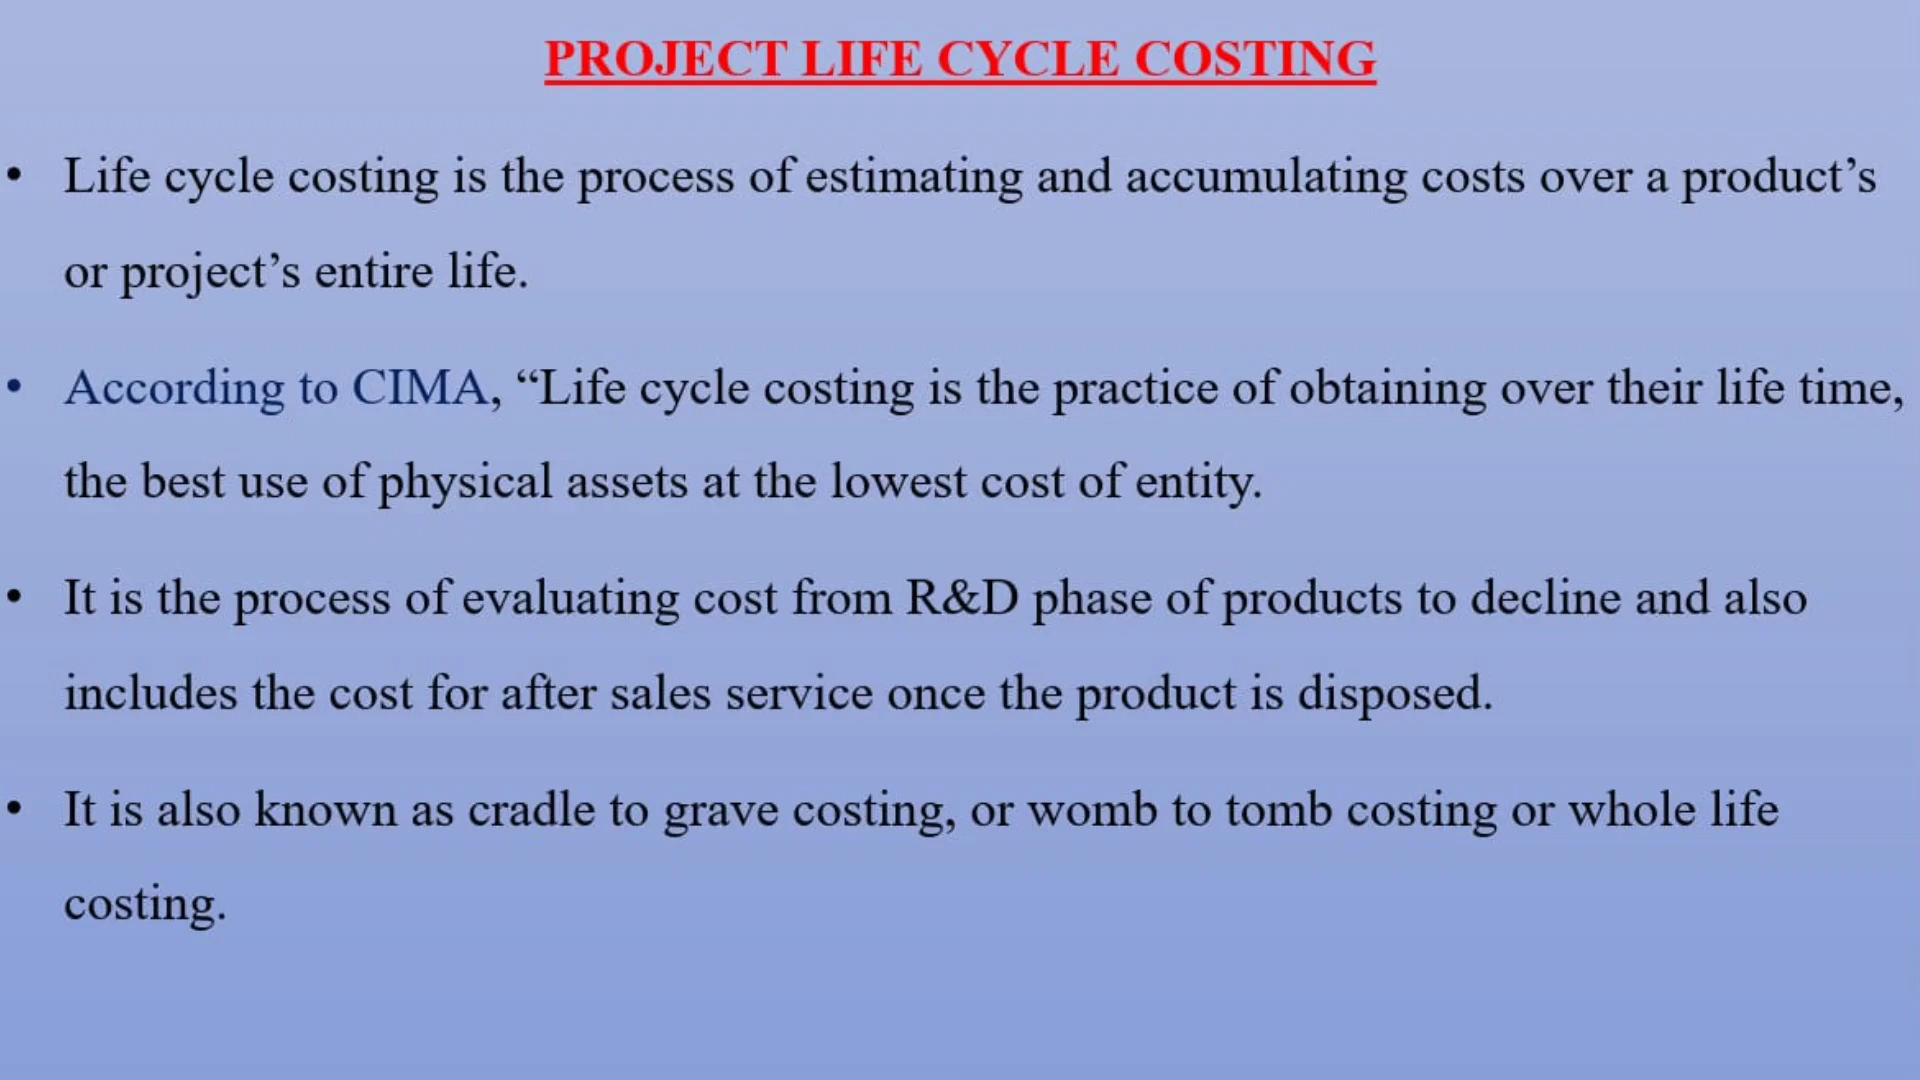 PROJECT LIFE CYCLE COSTING
• Life cycle costing is the process of estimating and accumulating costs over a product’s
or project’s entire life.
• According to CIMA, “Life cycle costing is the practice of obtaining over their life time,
the best use of physical assets at the lowest cost of entity.
• It is the process of evaluating cost from R&D phase of products to decline and also
includes the cost for after sales service once the product is disposed.
• It is also known as cradle to grave costing, or womb to tomb costing or whole life
costing.